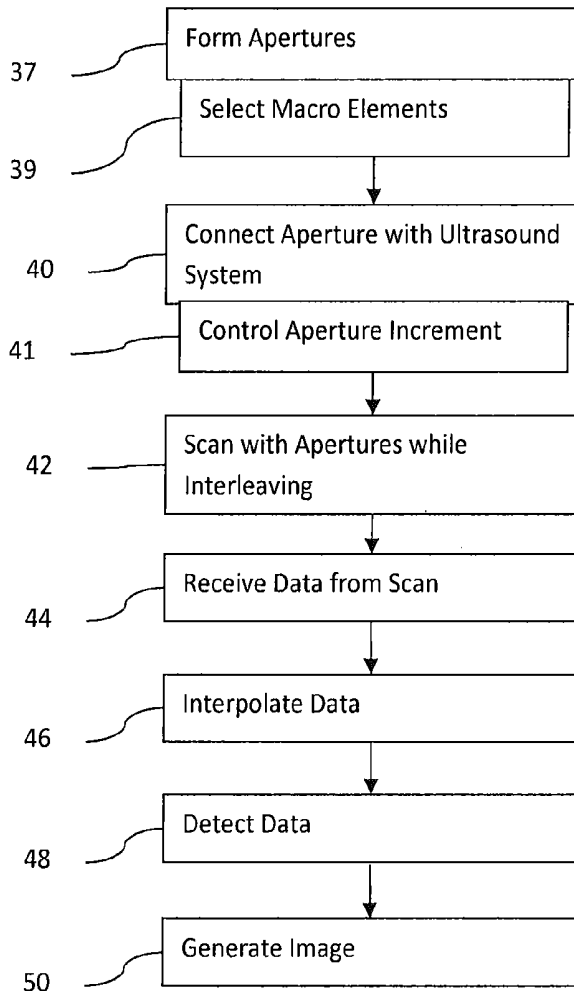 Form Apertures
37
Select Macro Elements
39
Connect Aperture with Ultrasound
System
40
Control Aperture Increment
41
Scan with Apertures while
Interleaving
42
Receive Data from Scan
44
Interpolate Data
46
Detect Data
48
Generate Image
50